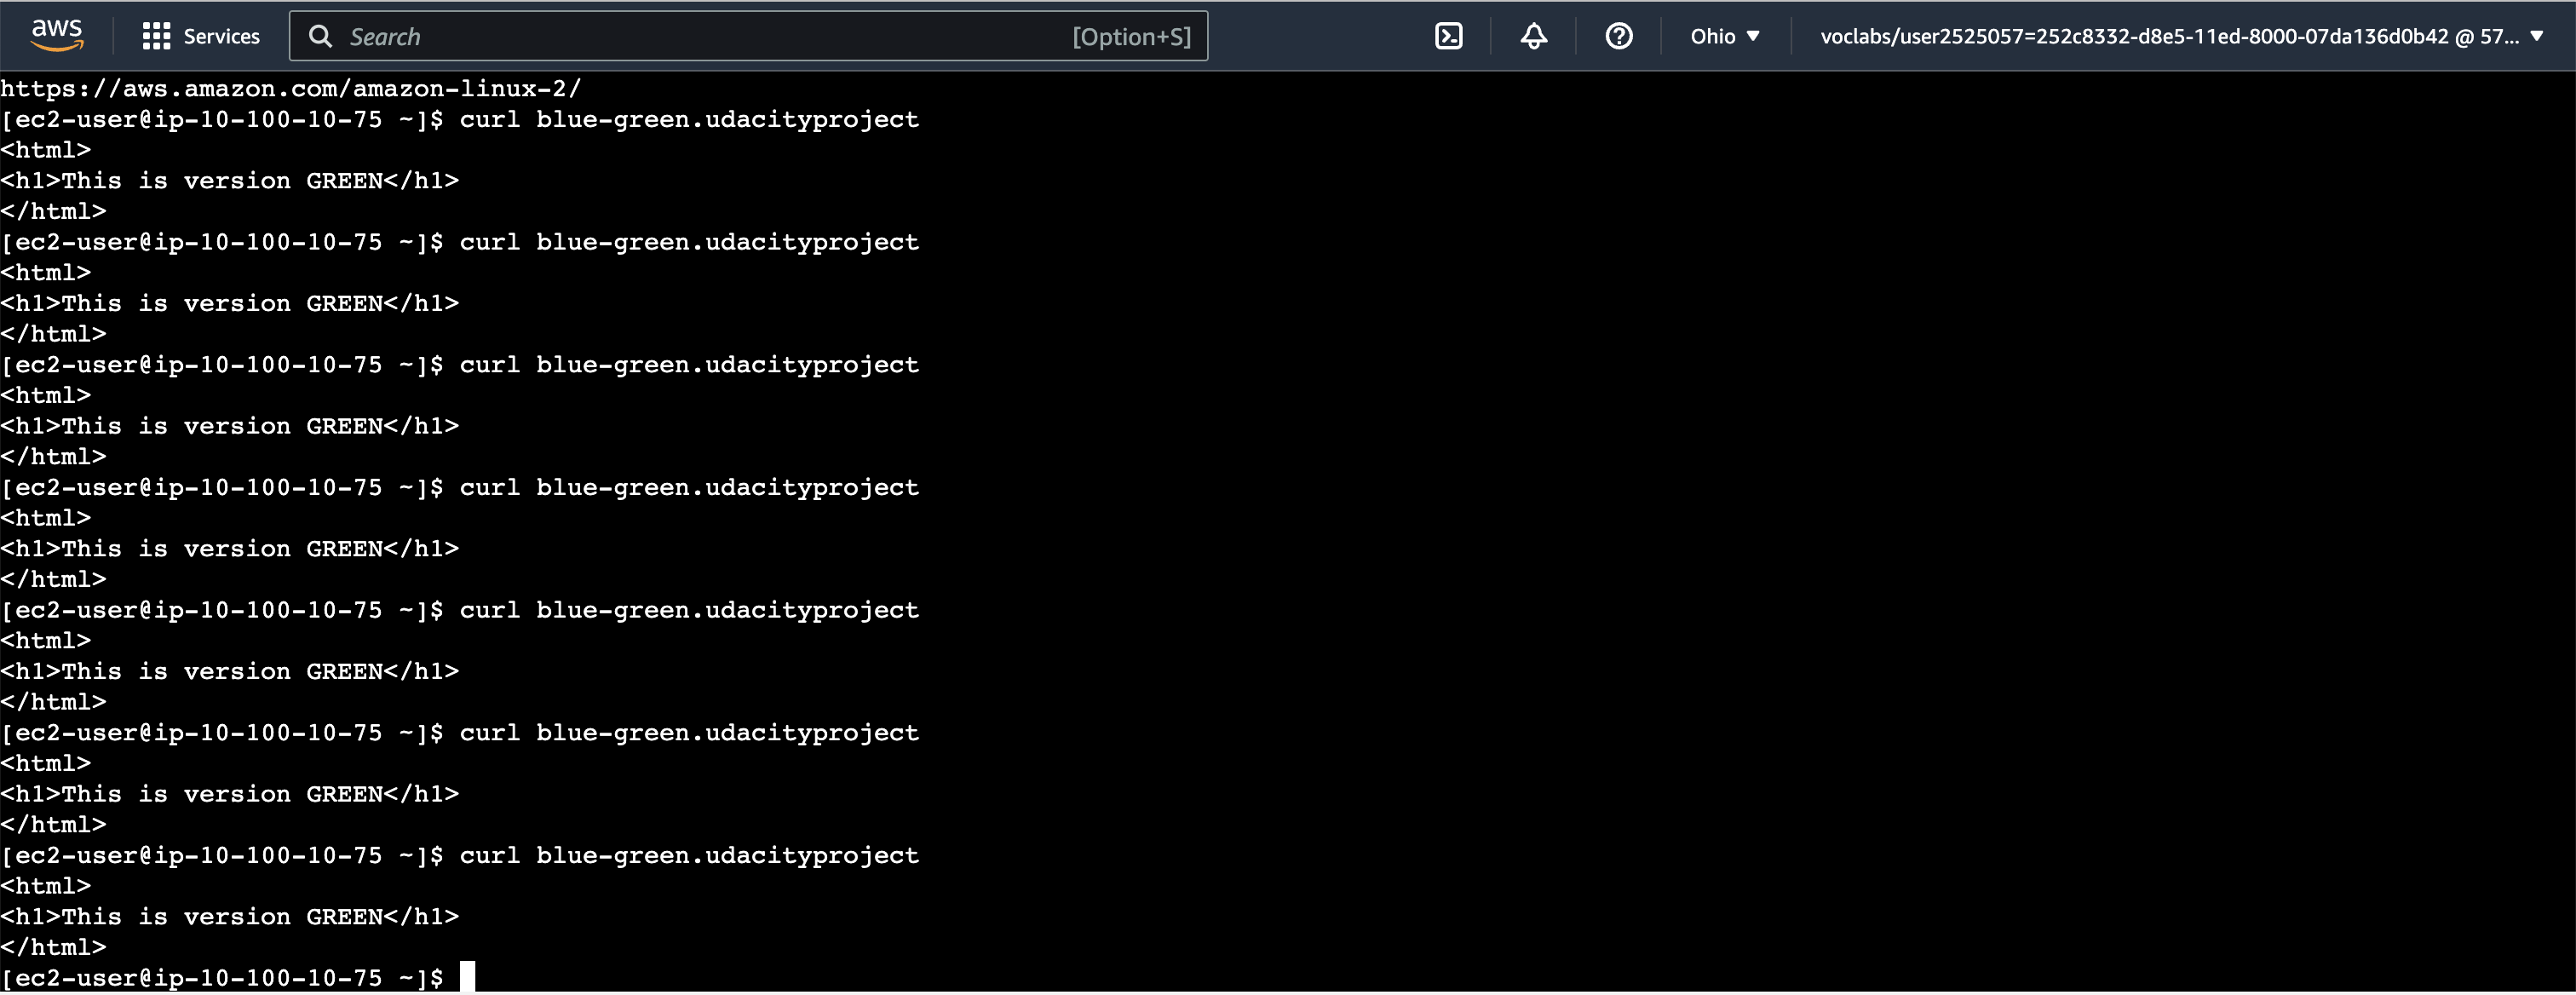 aws Services Search [Option+S] Ohio voclabs/user2525057=252c8332-d8e5-11ed-8000-07da136d0b42 @ 57...
https://aws.amazon.com/amazon-linux-2/
[ec2-user@ip-10-100-10-75 ~]$ curl blue-green.udacityproject
<html>
<h1>This is version GREEN</h1>
</html>
[ec2-user@ip-10-100-10-75 ~]$ curl blue-green.udacityproject
<html>
<h1>This is version GREEN</h1>
</html>
[ec2-user@ip-10-100-10-75 ~]$ curl blue-green.udacityproject
<html>
<h1>This is version GREEN</h1>
</html>
[ec2-user@ip-10-100-10-75 ~]$ curl blue-green.udacityproject
<html>
<h1>This is version GREEN</h1>
</html>
[ec2-user@ip-10-100-10-75 ~]$ curl blue-green.udacityproject
<html>
<h1>This is version GREEN</h1>
</html>
[ec2-user@ip-10-100-10-75 ~]$ curl blue-green.udacityproject
<html>
<h1>This is version GREEN</h1>
</html>
[ec2-user@ip-10-100-10-75 ~]$ curl blue-green.udacityproject
<html>
<h1>This is version GREEN</h1>
</html>
[ec2-user@ip-10-100-10-75 ~]$